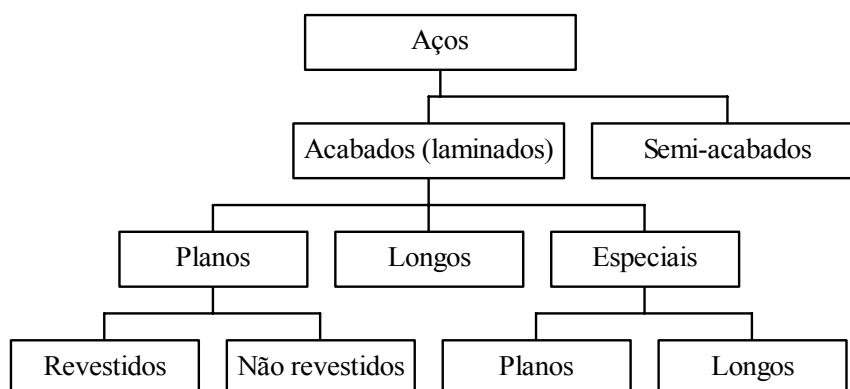 Aços
Acabados (laminados)
Semi-acabados
Planos
Longos
Especiais
Revestidos
Não revestidos
Planos
Longos